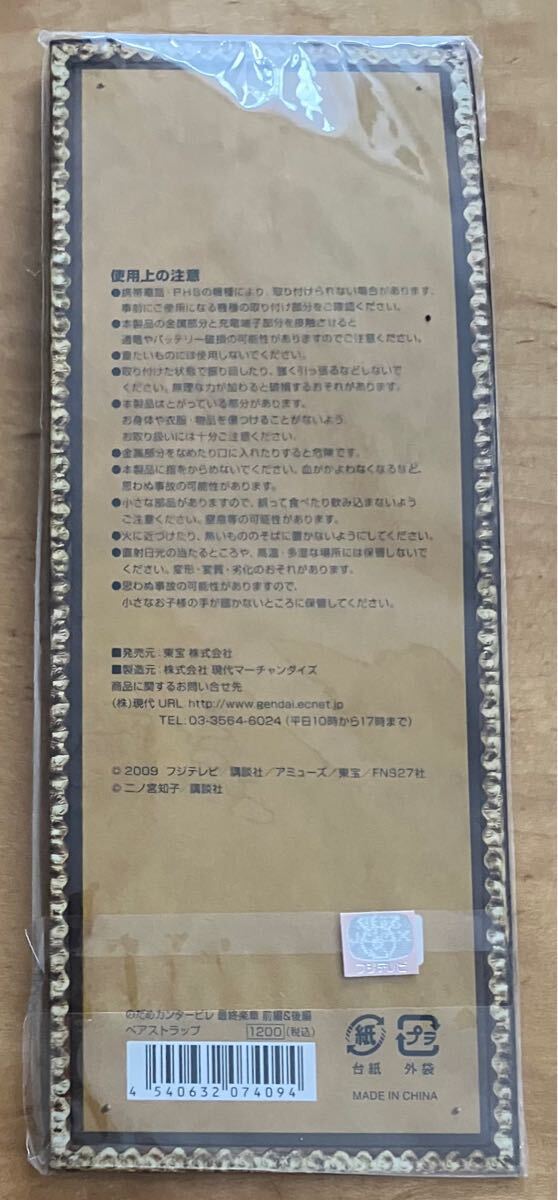 使用上の注意
●携帯電話・PHSの機種により、取り付けられない場合があります。
事前にご使用になる機種の取り付け部分をご確認ください。
●本製品の金属部分と充電端子部分を接触させると
通電やバッテリー破損の可能性がありますのでご注意ください。
●重たいものには使用しないでください。
●取り付けた状態で振り回したり、強く引っ張るなどしないで
ください。無理な力が加わると破損するおそれがあります。
●本製品はとがっている部分があります。
お身体や衣服・物品を傷つけることがないよう、
お取り扱いには十分ご注意ください。
●金属部分をなめたり口に入れたりすると危険です。
●本製品に指をからめないでください。血がかよわなくなるなど、
思わぬ事故の可能性があります。
●小さな部品がありますので、誤って食べたり飲み込まないよう
ご注意ください。窒息等の可能性があります。
●火に近づけたり、熱いもののそばに置かないようにしてください。
●直射日光の当たるところや、高温・多湿な場所には保管しないで
ください。変形・変質・劣化のおそれがあります。
●思わぬ事故の可能性がありますので、
小さなお子様の手が届かないところに保管してください。
■発売元：東宝 株式会社
■製造元：株式会社 現代マーチャンダイズ
商品に関するお問い合せ先
(株)現代 URL http://www.gendai.ecnet.jp
TEL：03-3564-6024（平日10時から17時まで）
© 2009 フジテレビ／講談社／アミューズ／東宝／FNS27社
© 二ノ宮知子／講談社
フジテレビ
のだめカンタービレ 最終楽章 前編&後編
ペアストラップ 1200(税込)
紙 プラ
台紙 外袋
4 540632 074094
MADE IN CHINA